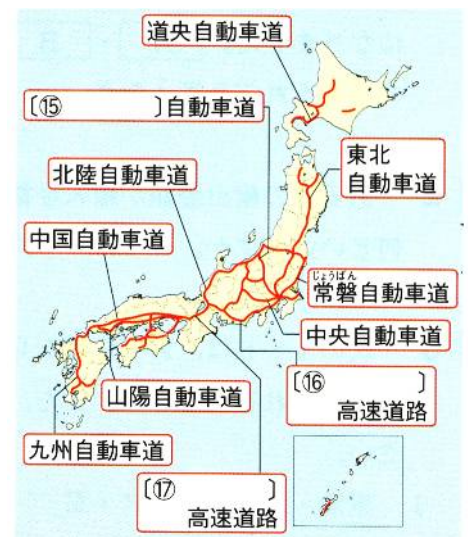 道央自動車道
〔⑮ 〕自動車道
東北
自動車道
北陸自動車道
中国自動車道
じょうばん
常磐自動車道
中央自動車道
〔⑯ 〕
高速道路
山陽自動車道
九州自動車道
〔⑰ 〕
高速道路